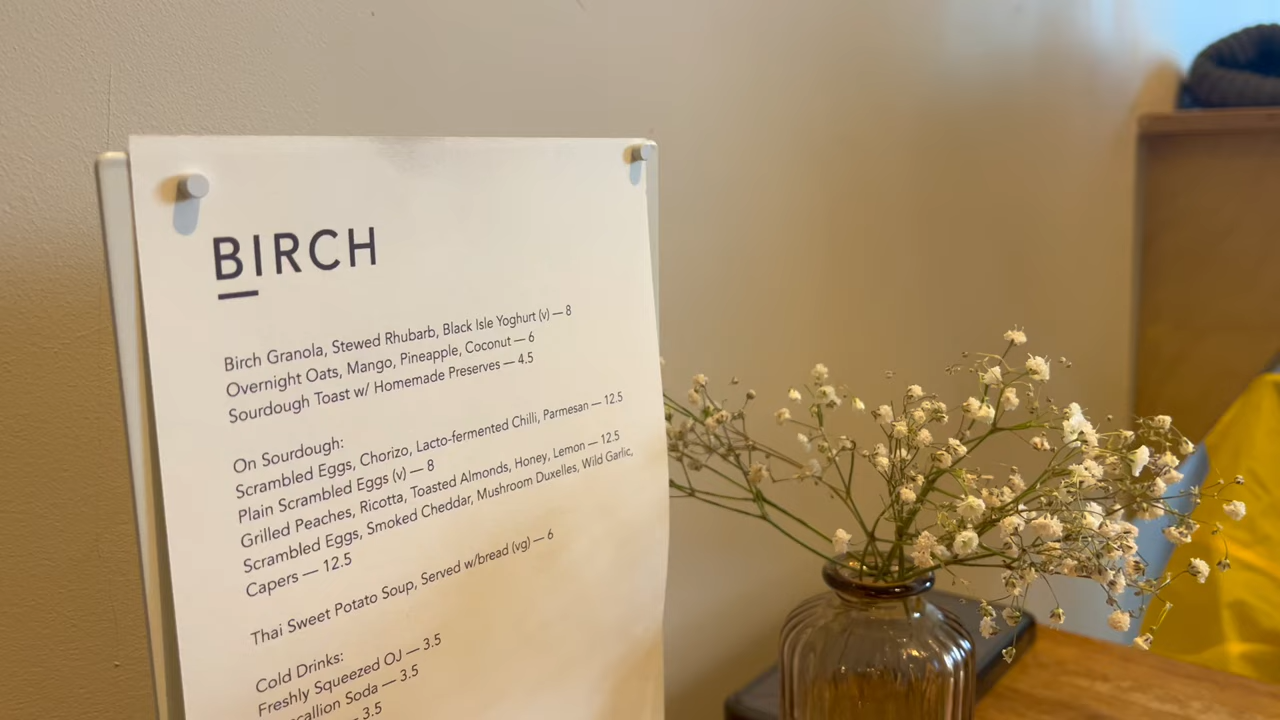 BIRCH
Birch Granola, Stewed Rhubarb, Black Isle Yoghurt (v) — 8
Overnight Oats, Mango, Pineapple, Coconut — 6
Sourdough Toast w/ Homemade Preserves — 4.5
On Sourdough:
Scrambled Eggs, Chorizo, Lacto-fermented Chilli, Parmesan — 12.5
Plain Scrambled Eggs (v) — 8
Grilled Peaches, Ricotta, Toasted Almonds, Honey, Lemon — 12.5
Scrambled Eggs, Smoked Cheddar, Mushroom Duxelles, Wild Garlic,
Capers — 12.5
Thai Sweet Potato Soup, Served w/bread (vg) — 6
Cold Drinks:
Freshly Squeezed OJ — 3.5
Soda — 3.5
— 3.5